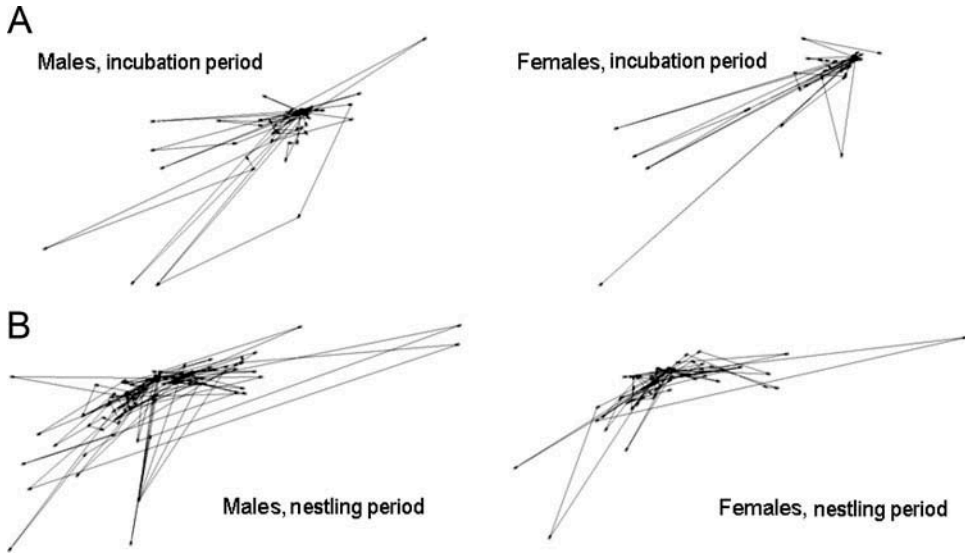 A
Males, incubation period
Females, incubation period
B
Males, nestling period
Females, nestling period